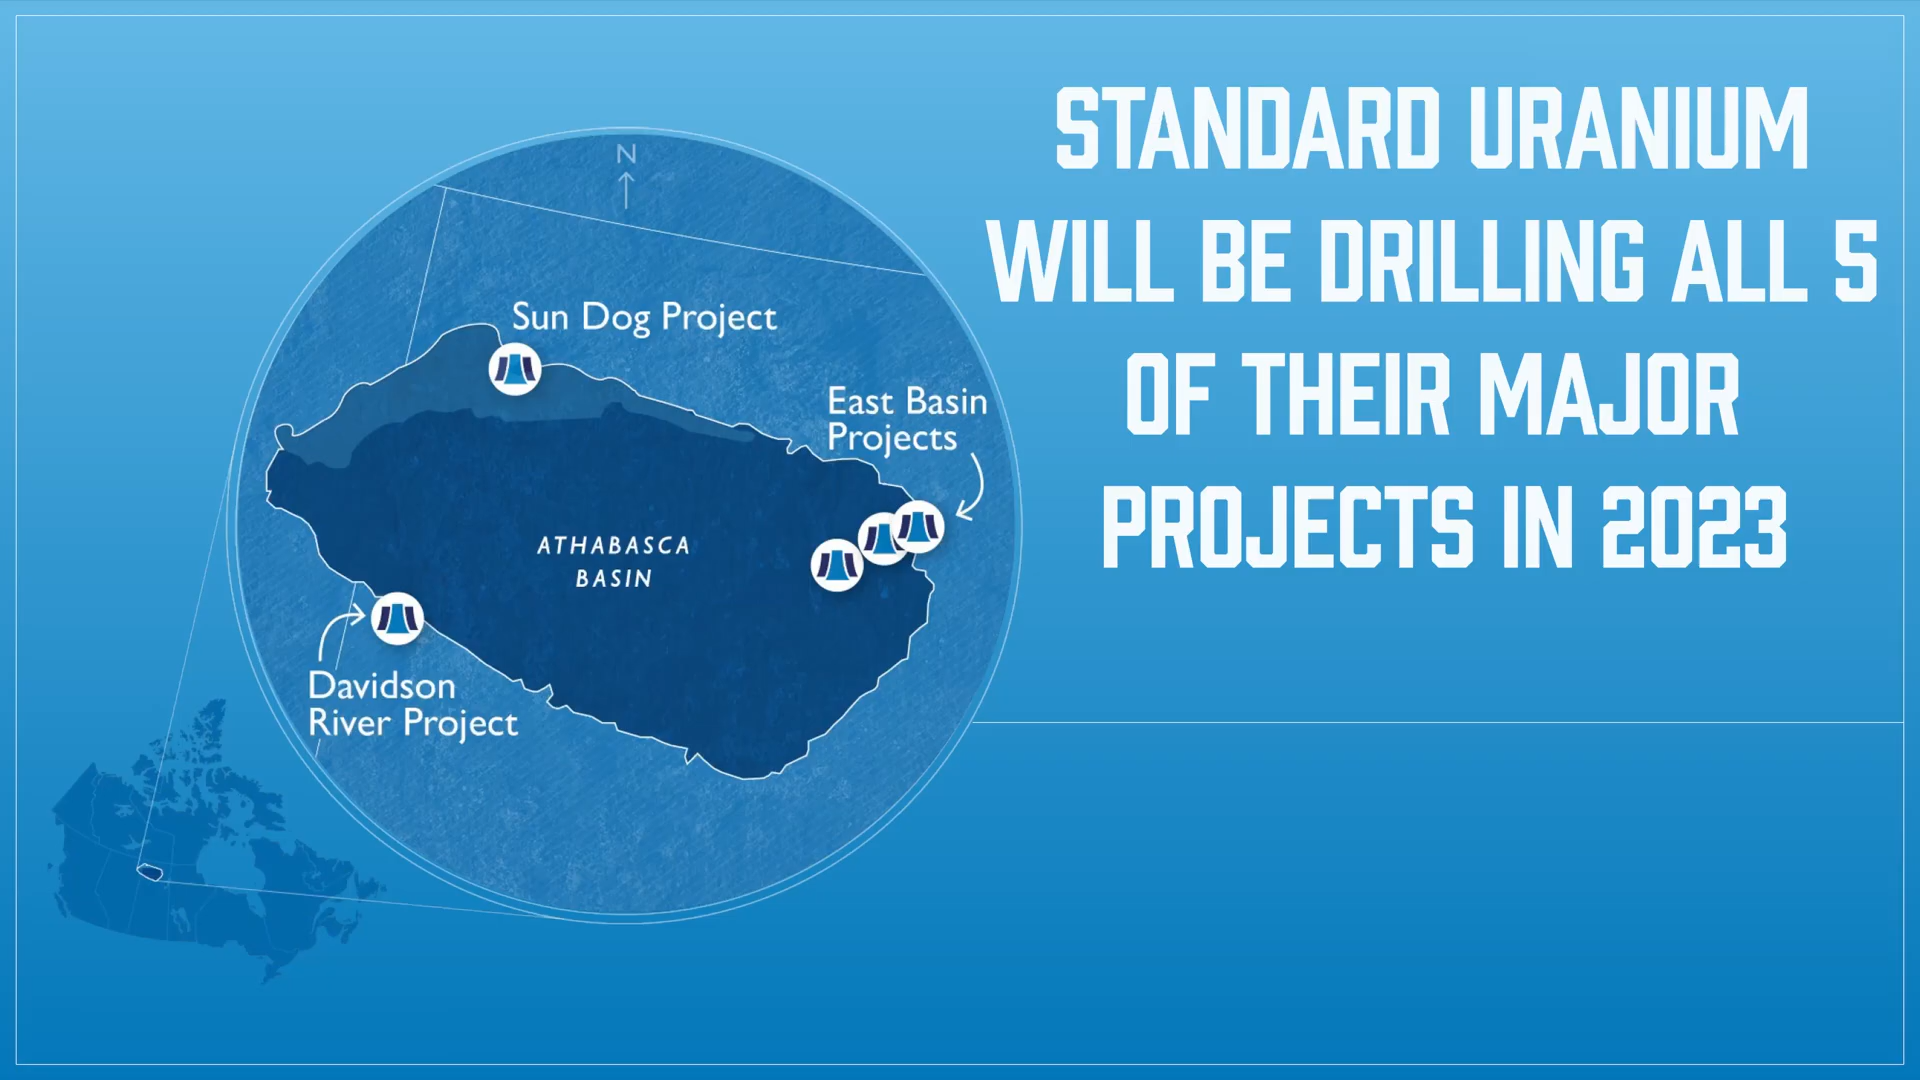 STANDARD URANIUM
WILL BE DRILLING ALL 5
OF THEIR MAJOR
PROJECTS IN 2023
N
Sun Dog Project
East Basin
Projects
ATHABASCA
BASIN
Davidson
River Project